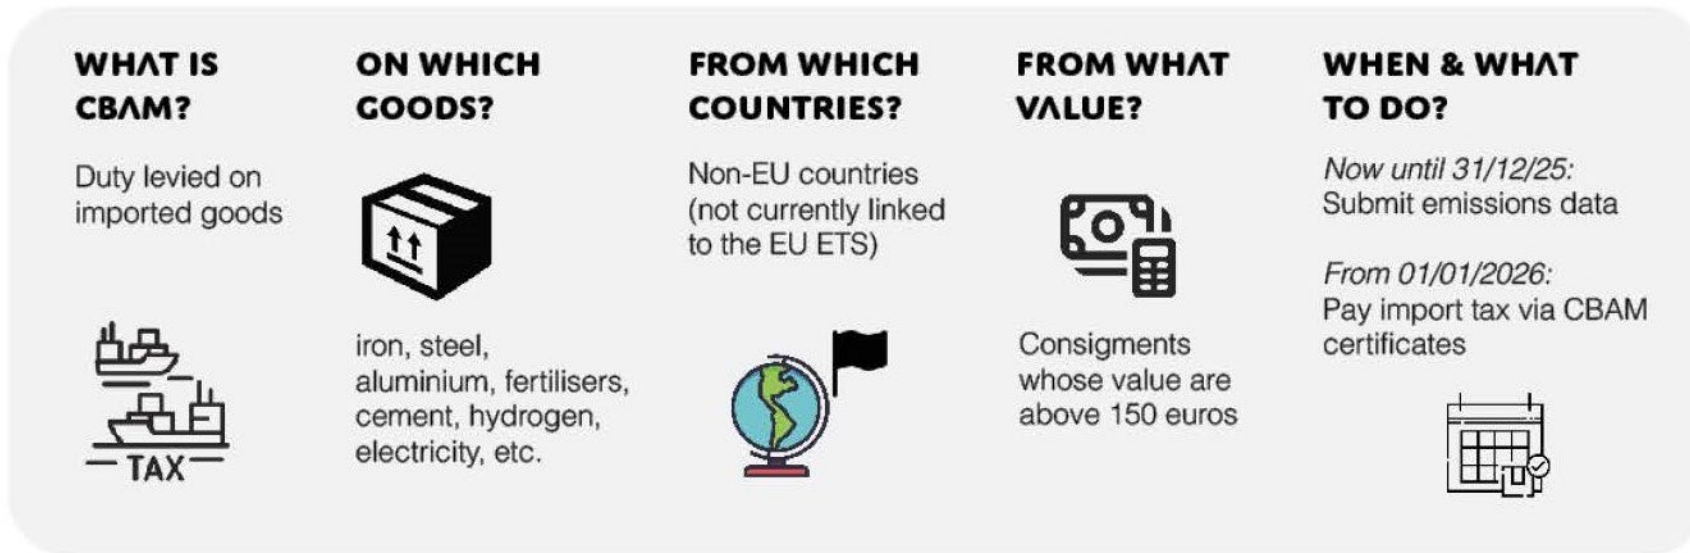 WHAT IS
CBAM?
Duty levied on
imported goods
TAX
ON WHICH
GOODS?
iron, steel,
aluminium, fertilisers,
cement, hydrogen,
electricity, etc.
FROM WHICH
COUNTRIES?
Non-EU countries
(not currently linked
to the EU ETS)
FROM WHAT
VALUE?
Consigments
whose value are
above 150 euros
WHEN & WHAT
TO DO?
Now until 31/12/25:
Submit emissions data
From 01/01/2026:
Pay import tax via CBAM
certificates